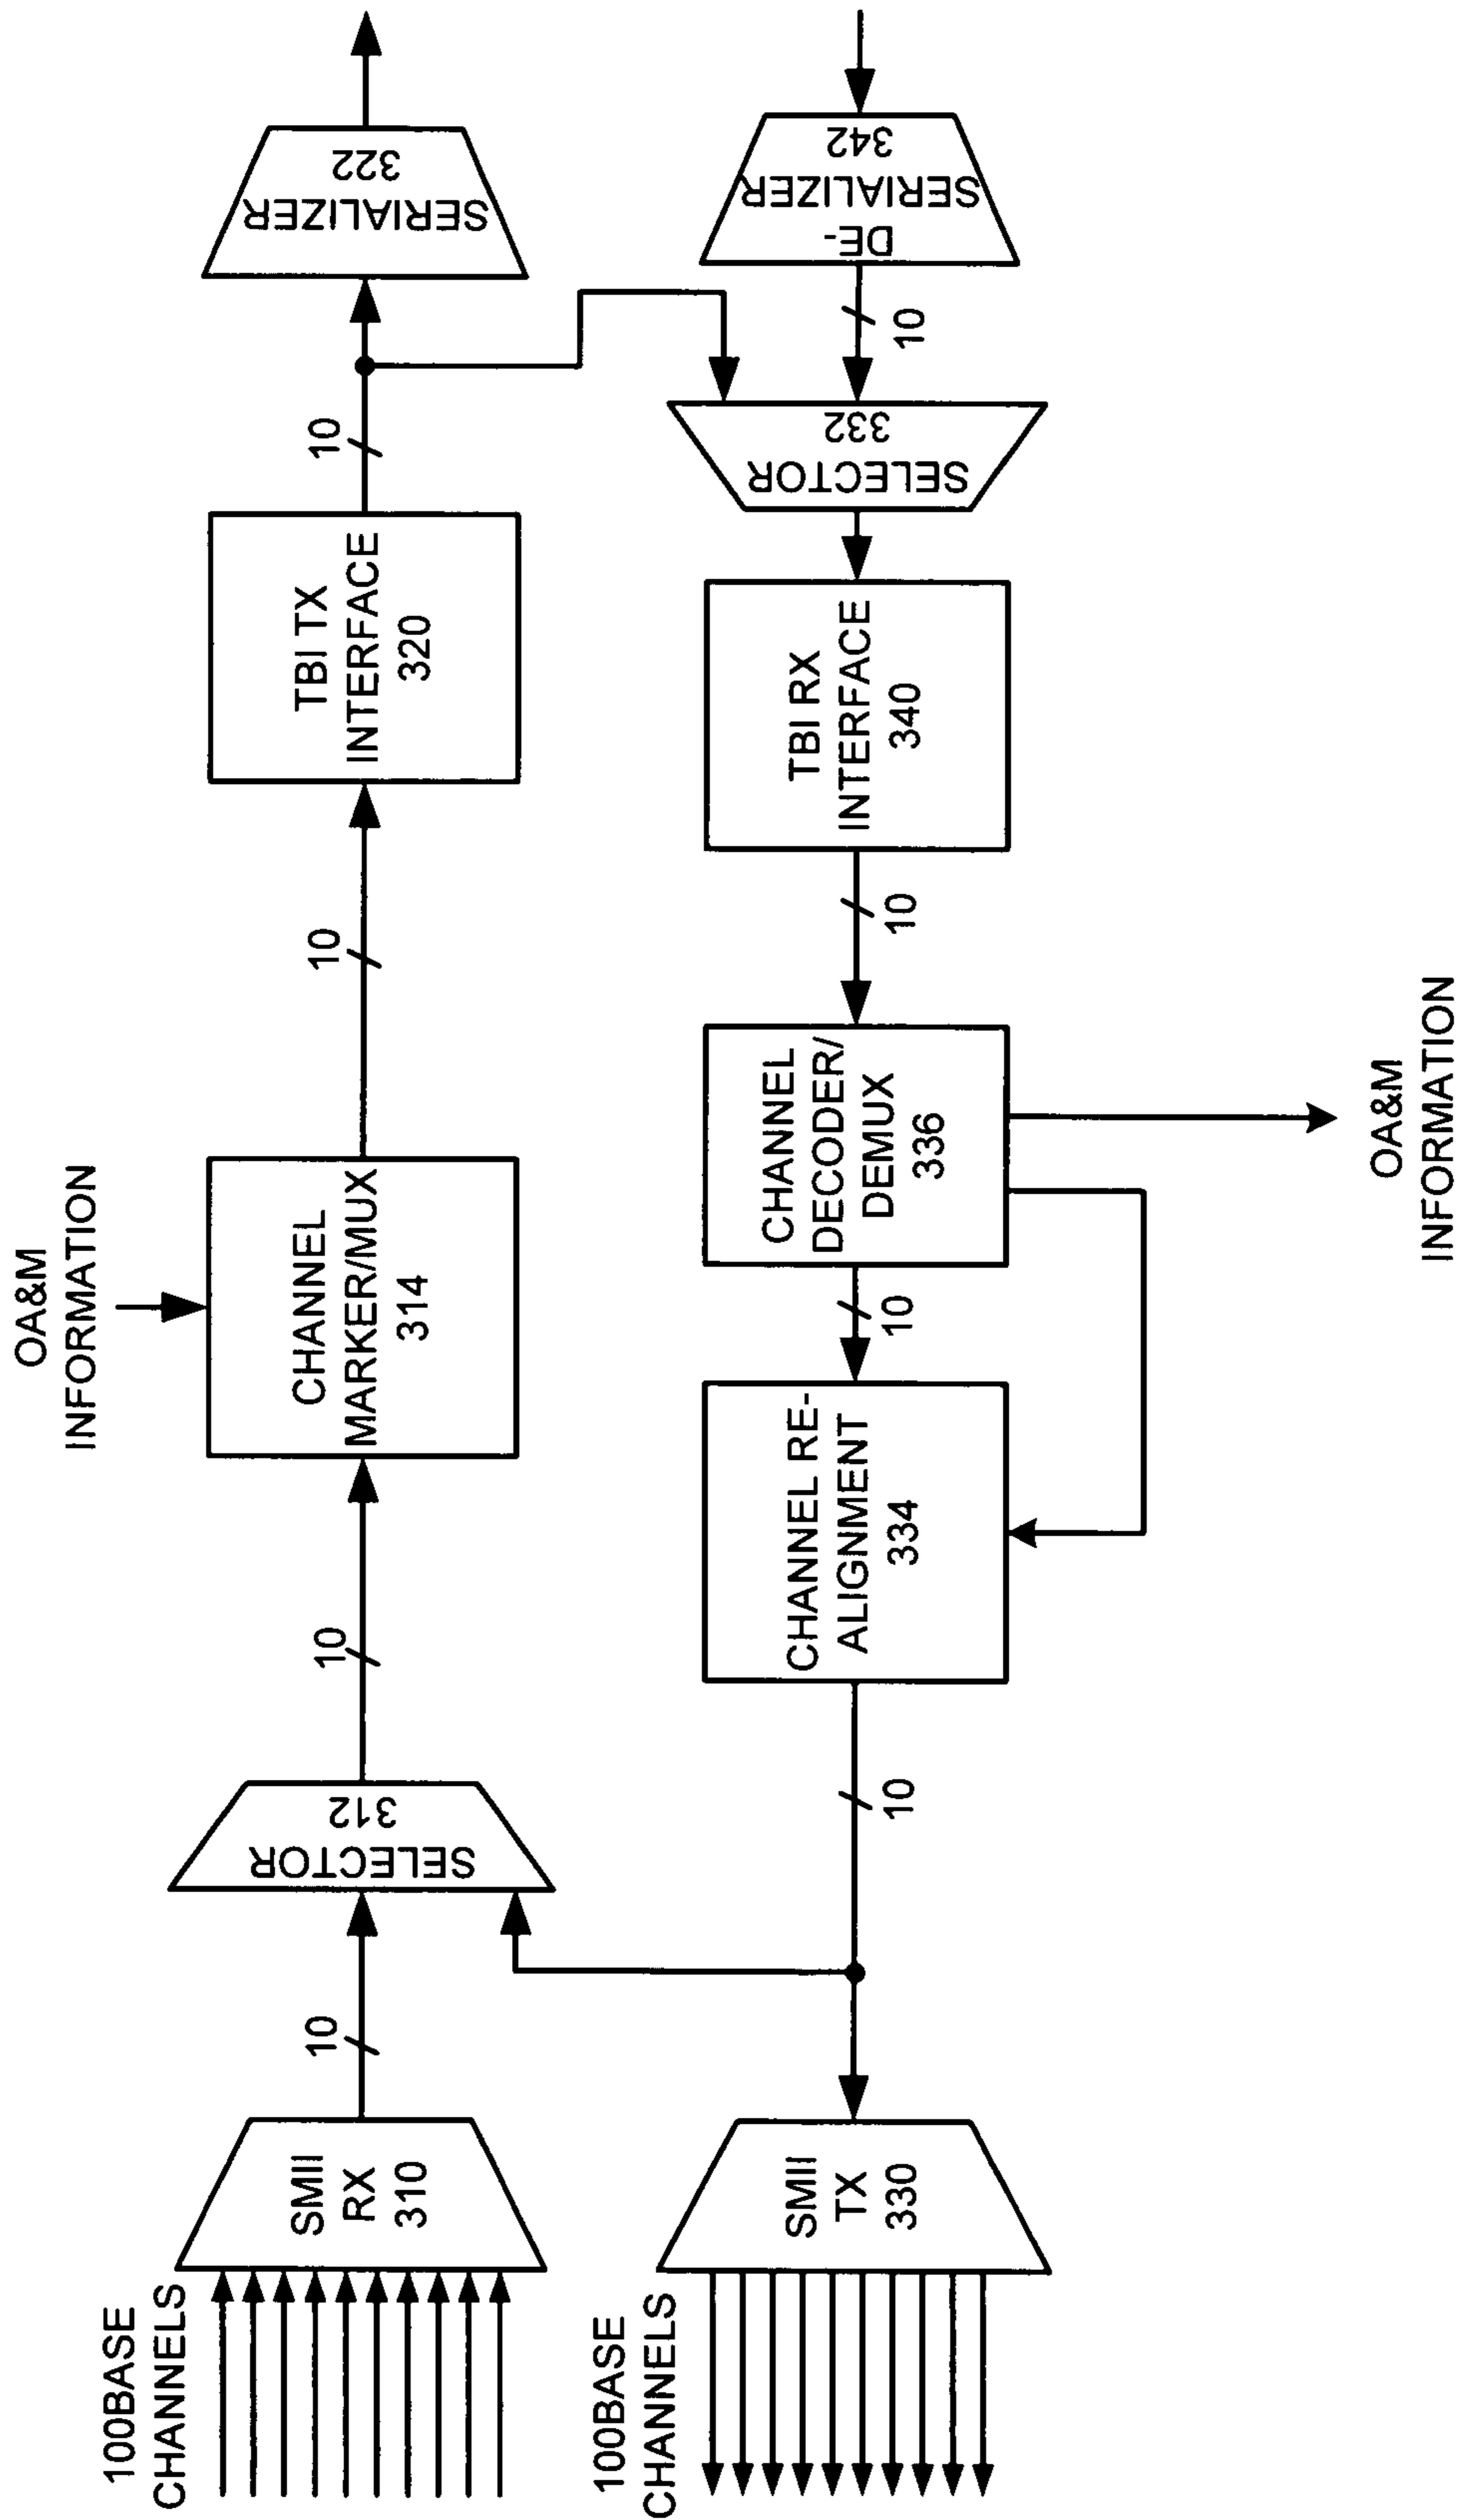 OA&M
INFORMATION
100BASE
CHANNELS
SMII
RX
310
10
SELECTOR
312
10
CHANNEL
MARKER/MUX
314
10
TBI TX
INTERFACE
320
10
SERIALIZER
322
100BASE
CHANNELS
SMII
TX
330
10
CHANNEL RE-
ALIGNMENT
334
10
CHANNEL
DECODER/
DEMUX
336
10
TBI RX
INTERFACE
340
SELECTOR
332
10
DE-
SERIALIZER
342
OA&M
INFORMATION